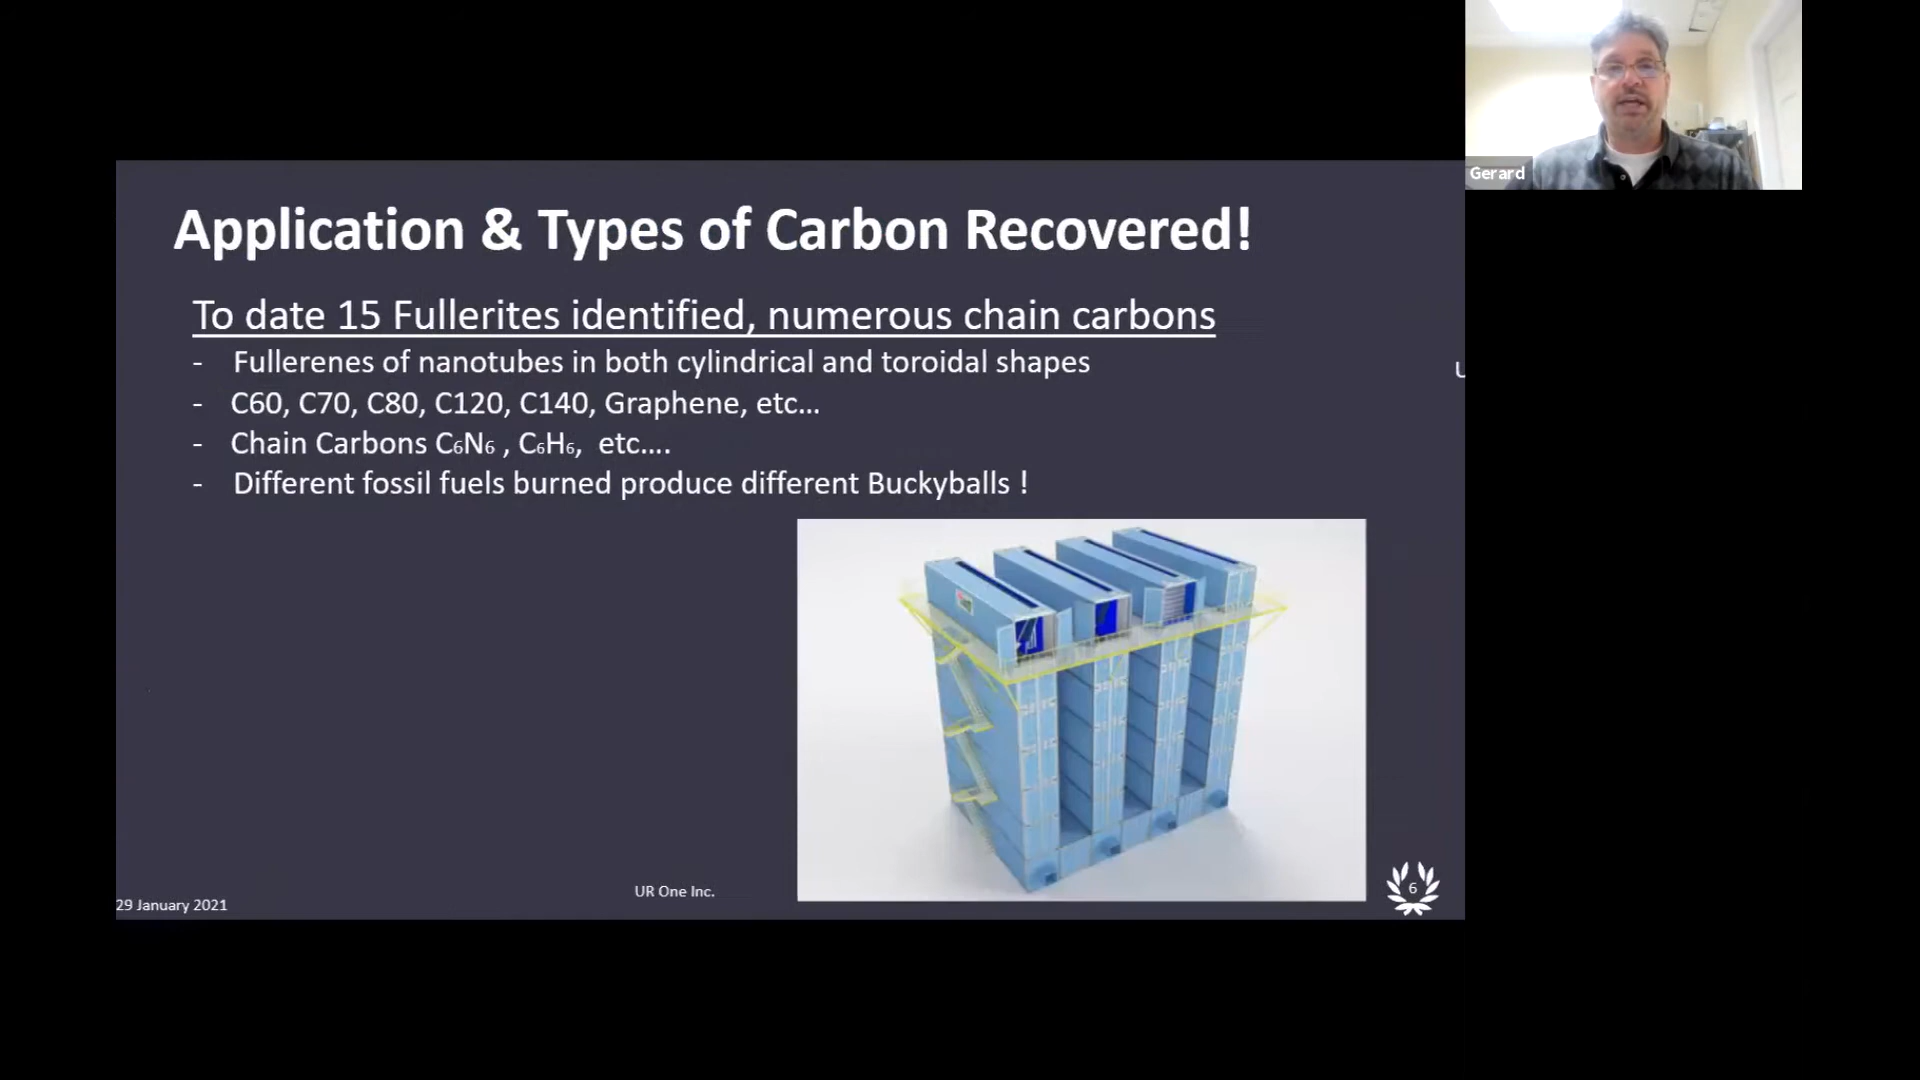 Gerard
Application & Types of Carbon Recovered!
To date 15 Fullerites identified, numerous chain carbons
- Fullerenes of nanotubes in both cylindrical and toroidal shapes
- C60, C70, C80, C120, C140, Graphene, etc...
- Chain Carbons C₆N₆ , C₆H₆, etc....
- Different fossil fuels burned produce different Buckyballs !
29 January 2021
UR One Inc.
6